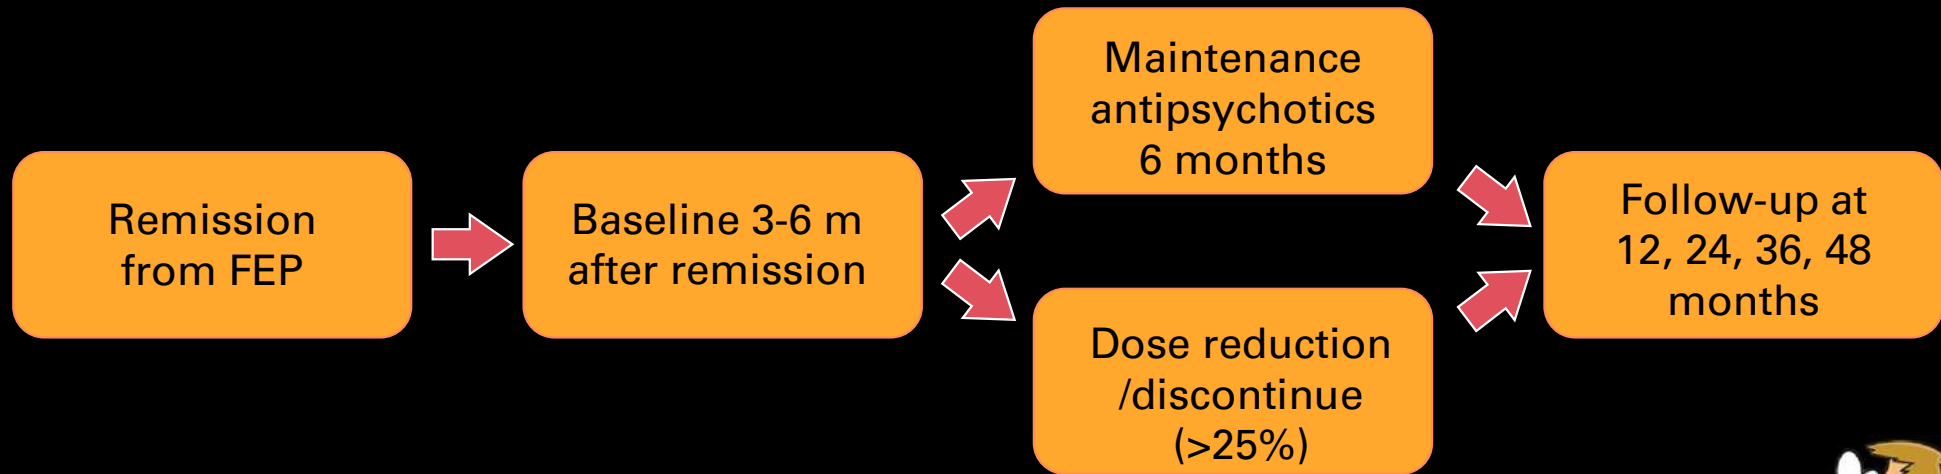 Remission
from FEP
Baseline 3-6 m
after remission
Maintenance
antipsychotics
6 months
Dose reduction
/discontinue
(>25%)
Follow-up at
12, 24, 36, 48
months